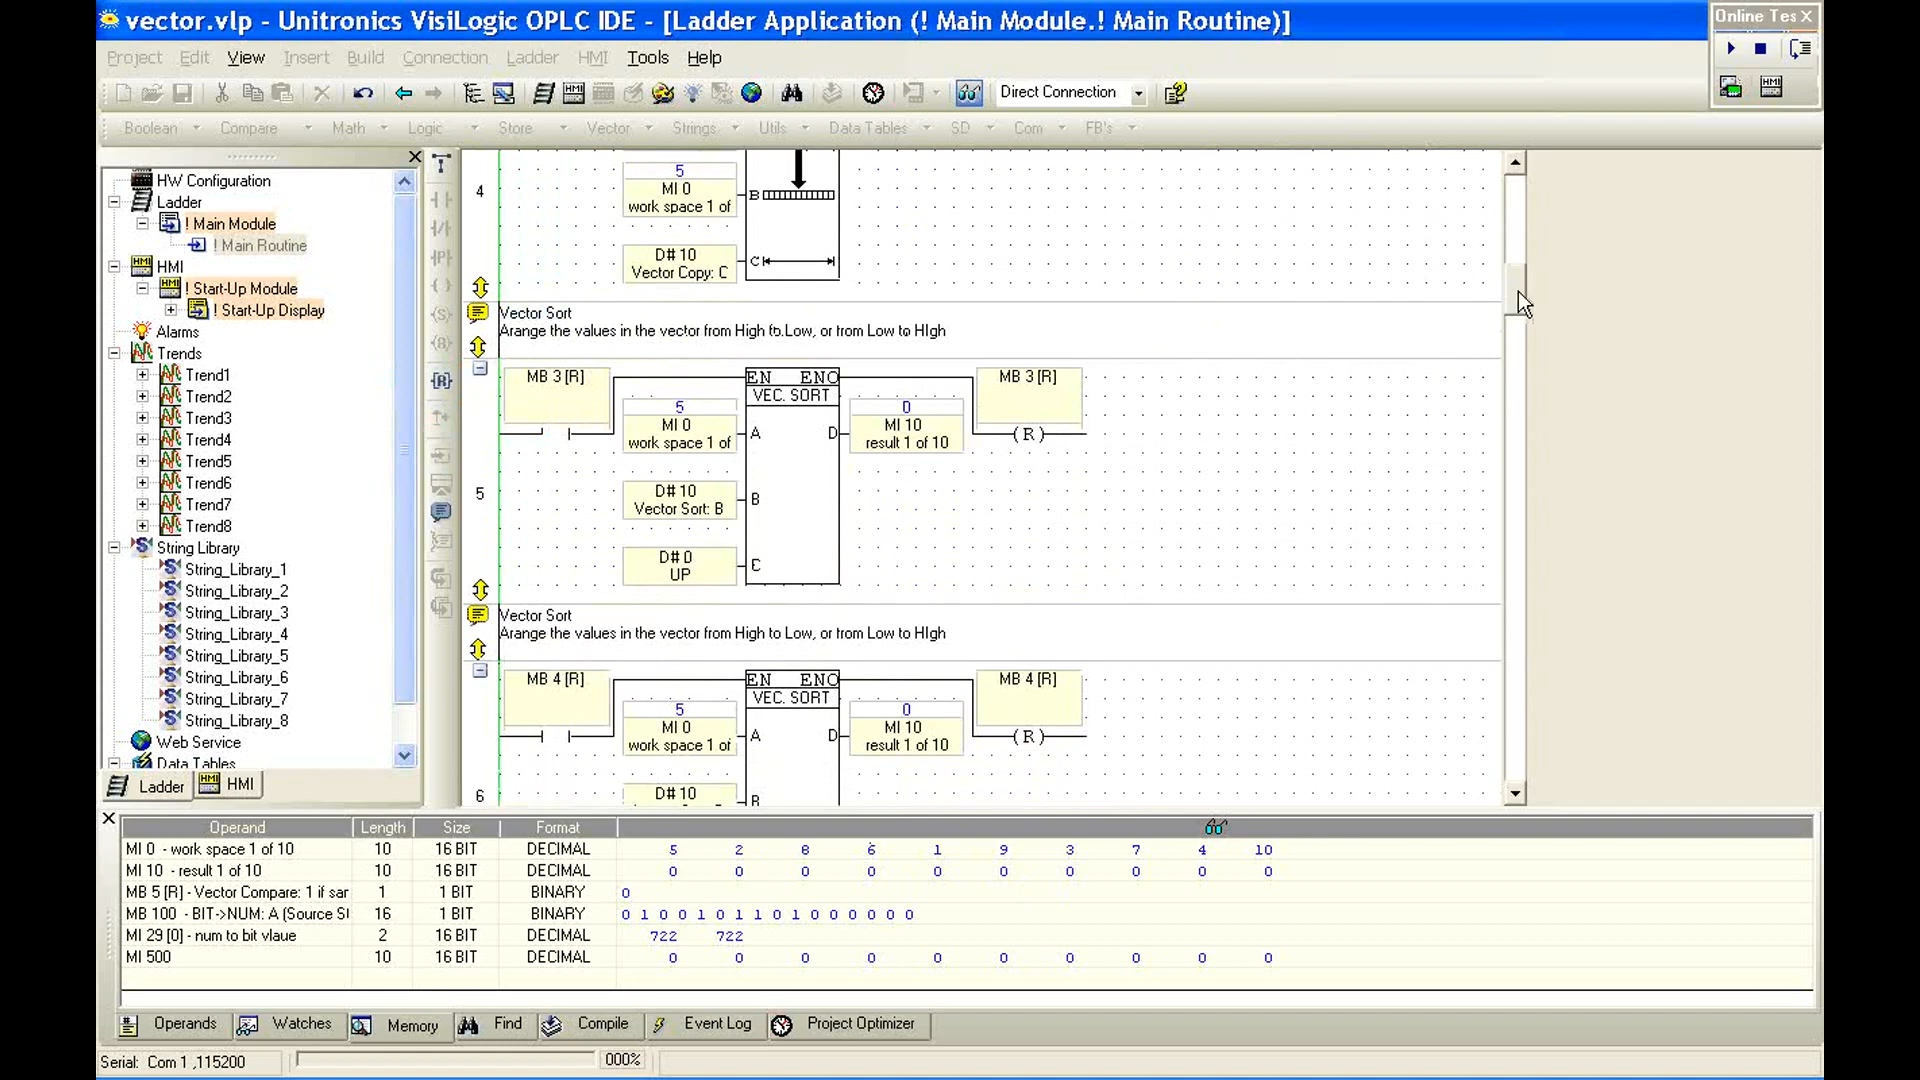 vector.vlp - Unitronics VisiLogic OPLC IDE - [Ladder Application (! Main Module.! Main Routine)]
Online Tes X
Project Edit View Insert Build Connection Ladder HMI Tools Help
HMI
Direct Connection
HMI
Boolean Compare Math Logic Store Vector Strings Utils Data Tables SD Com FB's
HW Configuration
Ladder
! Main Module
! Main Routine
HMI HMI
HMI ! Start-Up Module
! Start-Up Display
Alarms
Trends
Trend1
Trend2
Trend3
Trend4
Trend5
Trend6
Trend7
Trend8
String Library
String_Library_1
String_Library_2
String_Library_3
String_Library_4
String_Library_5
String_Library_6
String_Library_7
String_Library_8
Web Service
Data Tables
Ladder
HMI HMI
4
5
MI 0
work space 1 of
B
D# 10
Vector Copy: C
C
Vector Sort
Arange the values in the vector from High to Low, or from Low to HIgh
5
MB 3 [R]
EN ENO
VEC. SORT
MB 3 [R]
5
MI 0
work space 1 of
A
D
0
MI 10
result 1 of 10
(R)
D# 10
Vector Sort: B
B
D# 0
UP
Vector Sort
Arange the values in the vector from High to Low, or from Low to HIgh
6
MB 4 [R]
EN ENO
VEC. SORT
MB 4 [R]
5
MI 0
work space 1 of
A
D
0
MI 10
result 1 of 10
(R)
D# 10
B
Operand Length Size Format
MI 0 - work space 1 of 10 10 16 BIT DECIMAL 5 2 8 6 1 9 3 7 4 10
MI 10 - result 1 of 10 10 16 BIT DECIMAL 0 0 0 0 0 0 0 0 0 0
MB 5 [R] - Vector Compare: 1 if sar 1 1 BIT BINARY 0
MB 100 - BIT->NUM: A (Source S 16 1 BIT BINARY 0 1 0 0 1 0 1 1 0 1 0 0 0 0 0 0
MI 29 [0] - num to bit vlaue 2 16 BIT DECIMAL 722 722
MI 500 10 16 BIT DECIMAL 0 0 0 0 0 0 0 0 0 0
Operands Watches Memory Find Compile Event Log Project Optimizer
Serial: Com 1 ,115200
000%